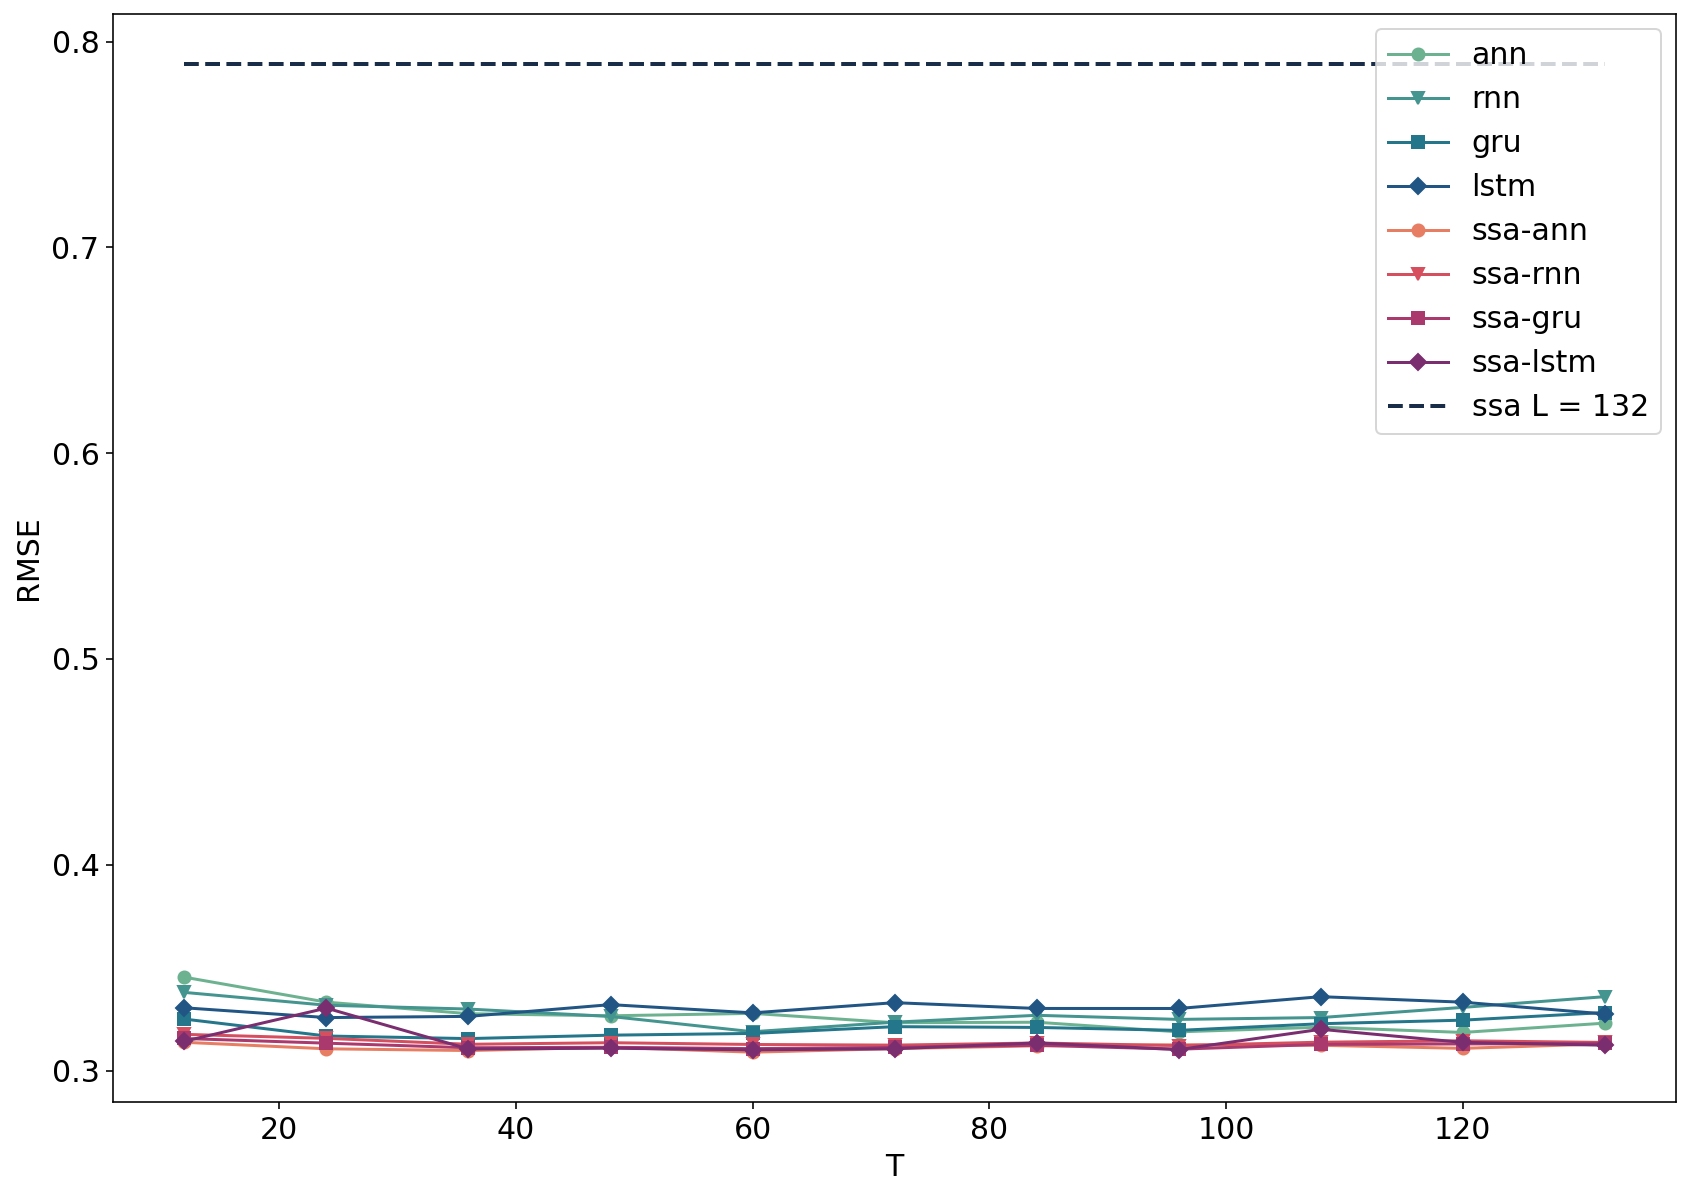 0.8
0.7
0.6
0.5
0.4
0.3
RMSE
20 40 60 80 100 120
T
ann
rnn
gru
lstm
ssa-ann
ssa-rnn
ssa-gru
ssa-lstm
ssa L = 132